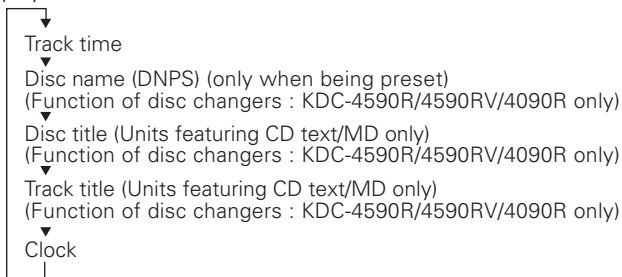 Track time
Disc name (DNPS) (only when being preset)
(Function of disc changers : KDC-4590R/4590RV/4090R only)
Disc title (Units featuring CD text/MD only)
(Function of disc changers : KDC-4590R/4590RV/4090R only)
Track title (Units featuring CD text/MD only)
(Function of disc changers : KDC-4590R/4590RV/4090R only)
Clock